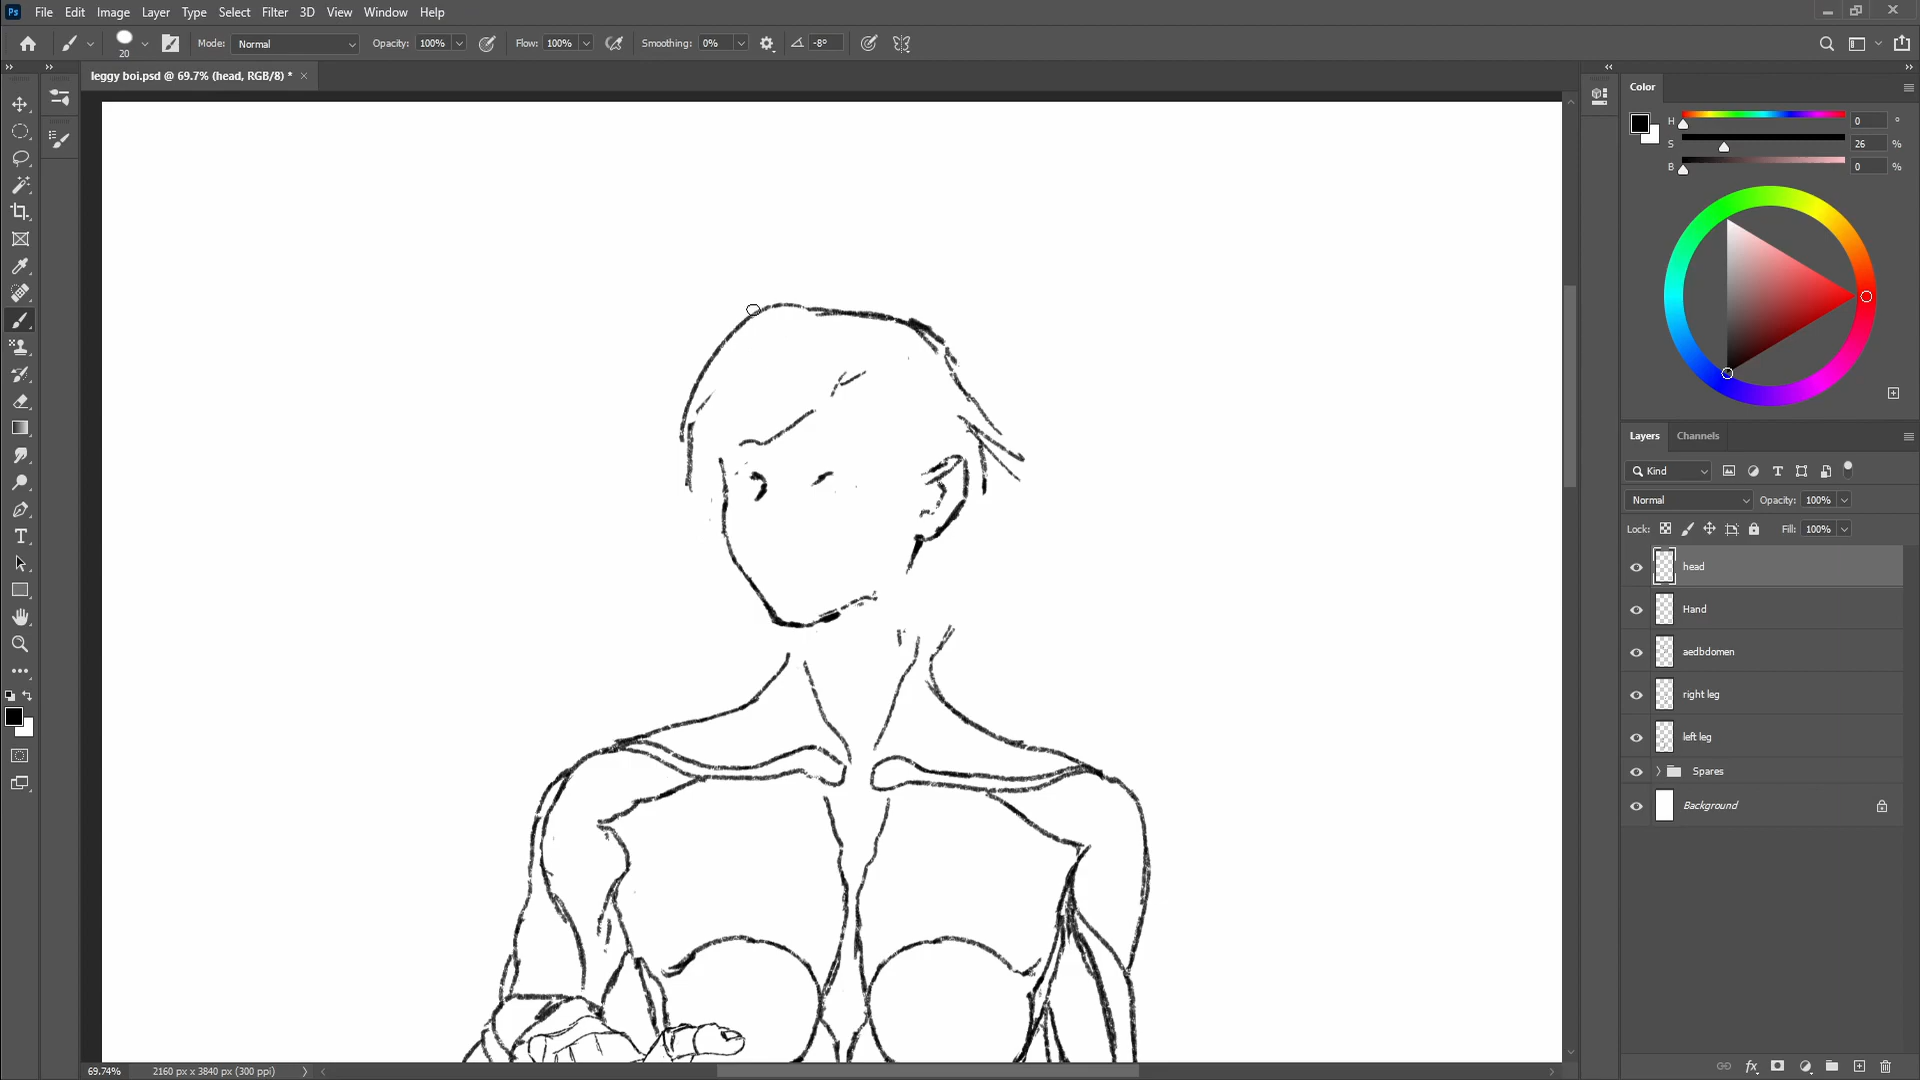 Ps File Edit Image Layer Type Select Filter 3D View Window Help
20 Mode: Normal Opacity: 100% Flow: 100% Smoothing: 0% -8°
leggy boi.psd @ 69.7% (head, RGB/8) *
Color
H 0 °
S 26 %
B 0 %
Layers Channels
Kind
Normal Opacity: 100%
Lock: Fill: 100%
head
Hand
aedbdomen
right leg
left leg
Spares
Background
69.74% 2160 px x 3840 px (300 ppi)